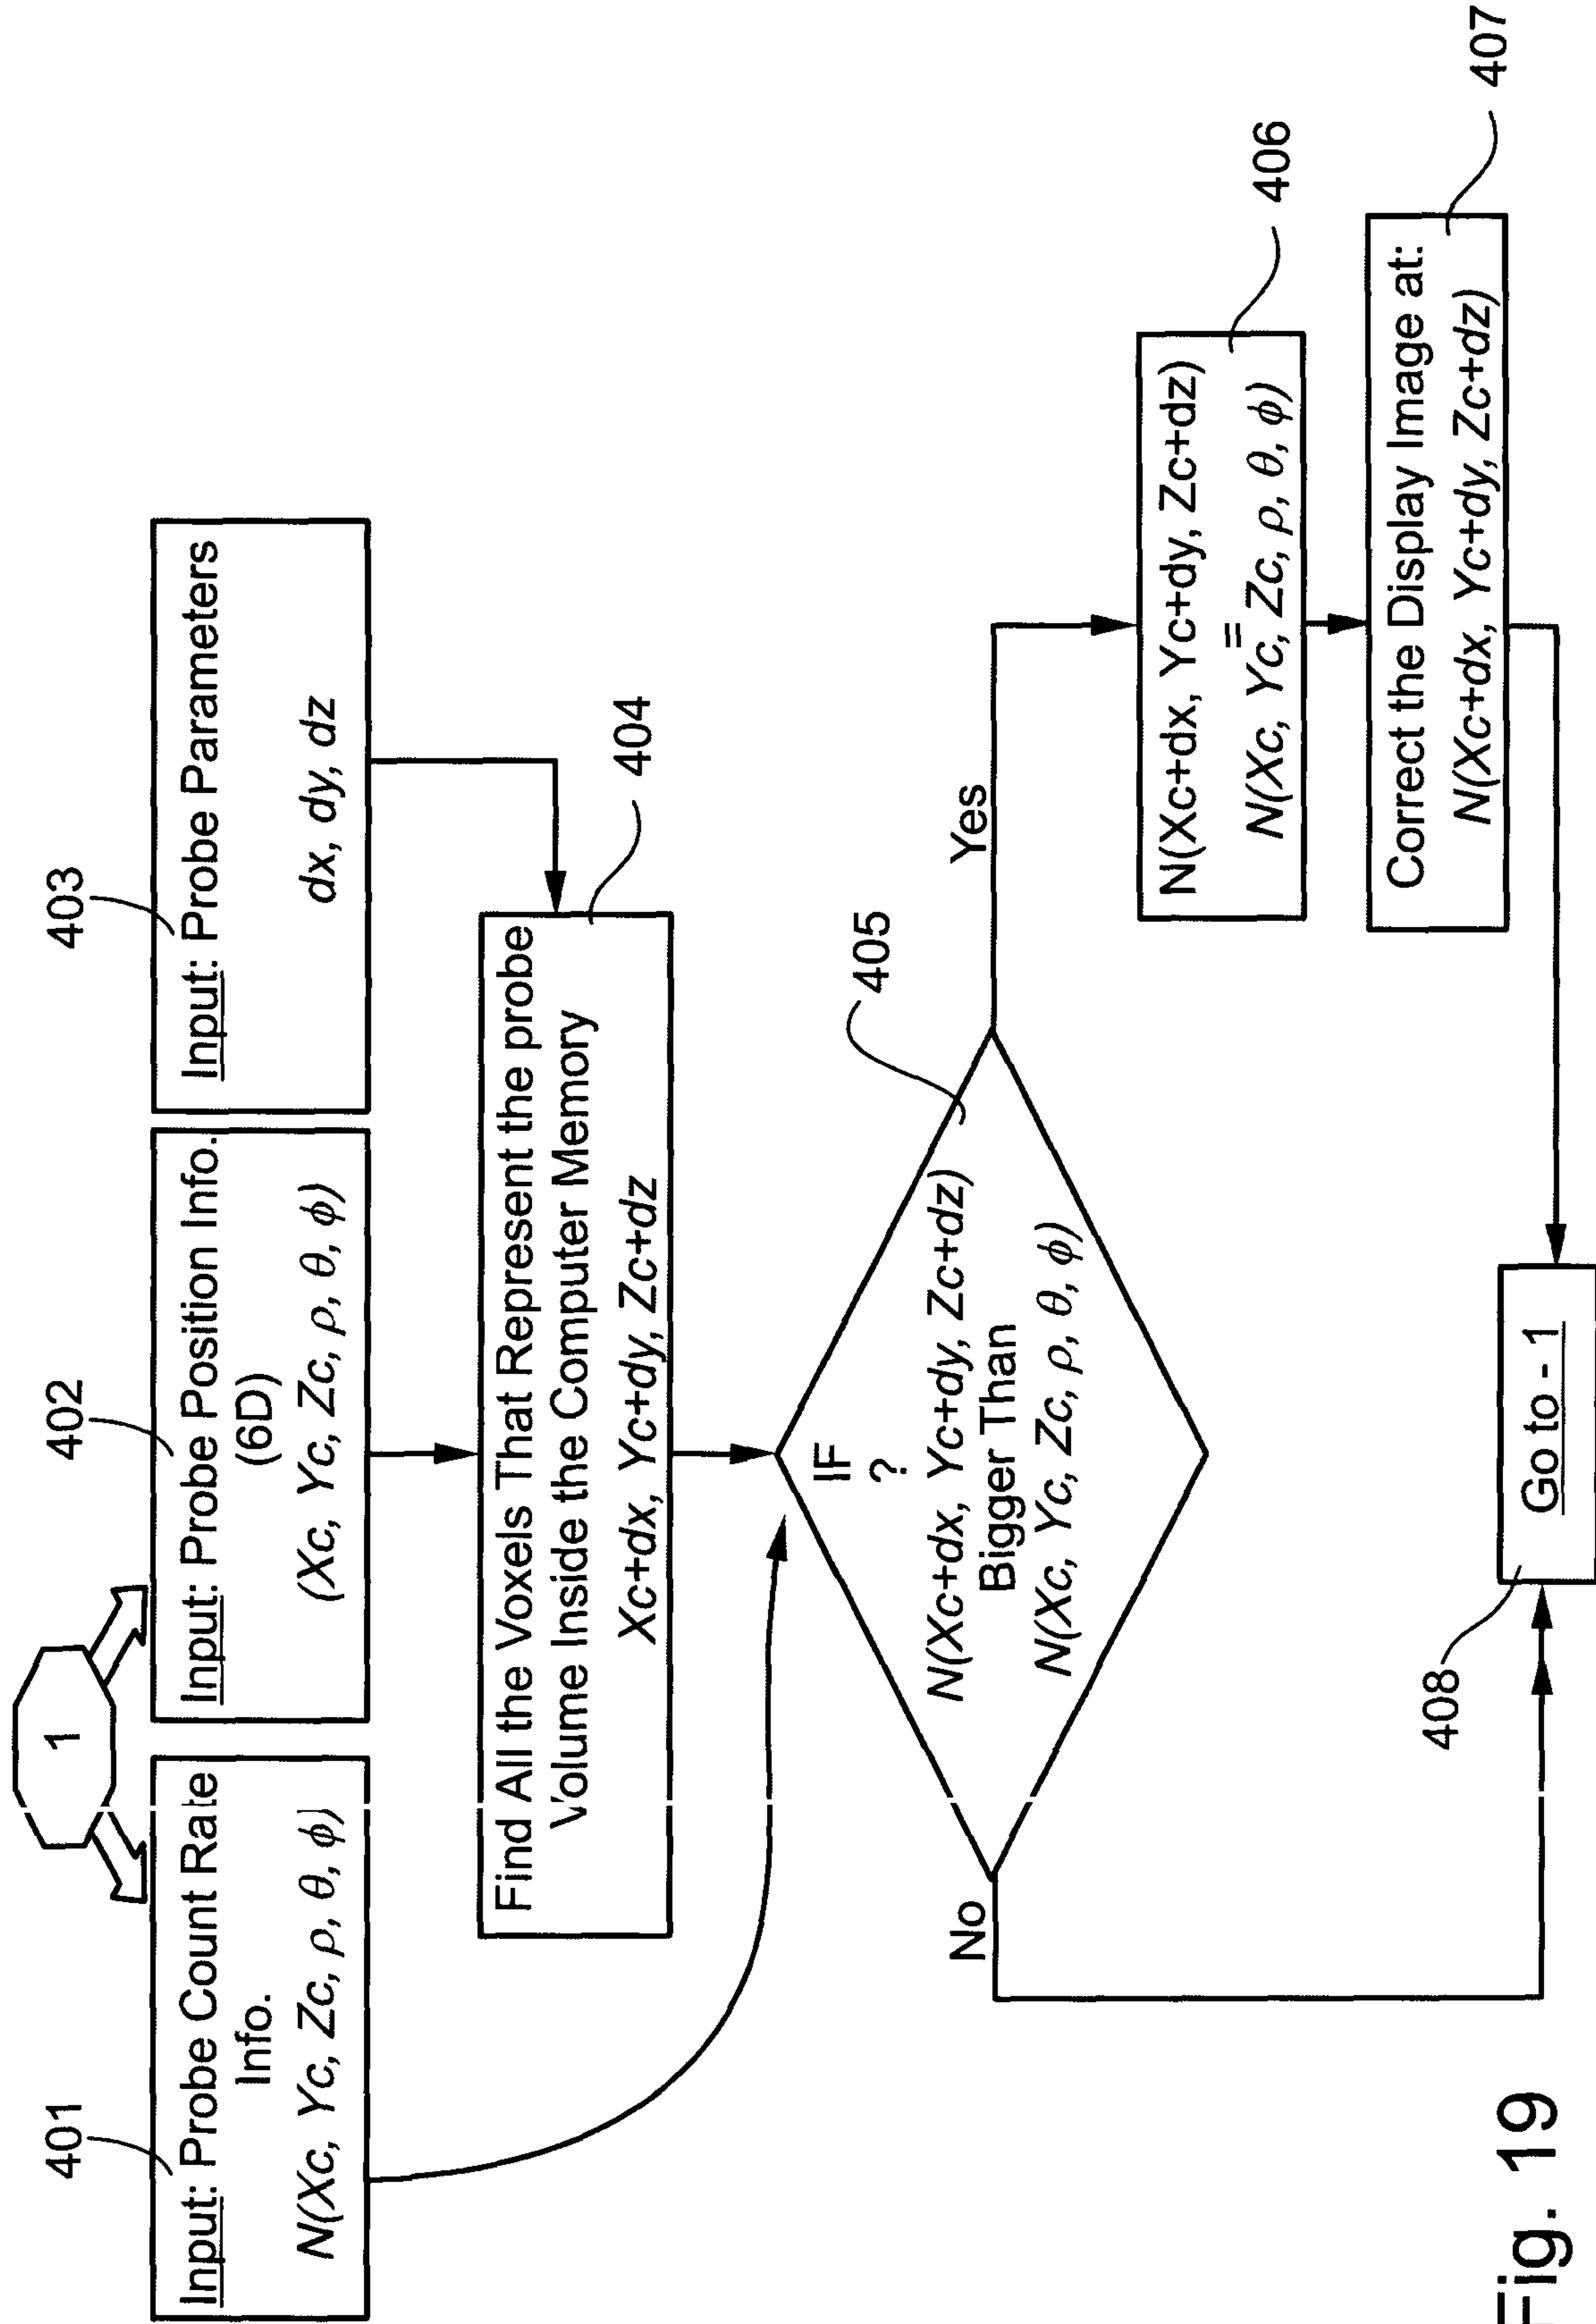 1
401
402
403
Input: Probe Count Rate
Info.
N(Xc, Yc, Zc, ρ, θ, ϕ)
Input: Probe Position Info.
(6D)
(Xc, Yc, Zc, ρ, θ, ϕ)
Input: Probe Parameters
dx, dy, dz
404
Find All the Voxels That Represent the probe
Volume Inside the Computer Memory
Xc+dx, Yc+dy, Zc+dz
405
IF
?
N(Xc+dx, Yc+dy, Zc+dz)
Bigger Than
N(Xc, Yc, Zc, ρ, θ, ϕ)
No
Yes
406
N(Xc+dx, Yc+dy, Zc+dz)
=
N(Xc, Yc, Zc, ρ, θ, ϕ)
407
Correct the Display Image at:
N(Xc+dx, Yc+dy, Zc+dz)
408
Go to - 1
Fig. 19